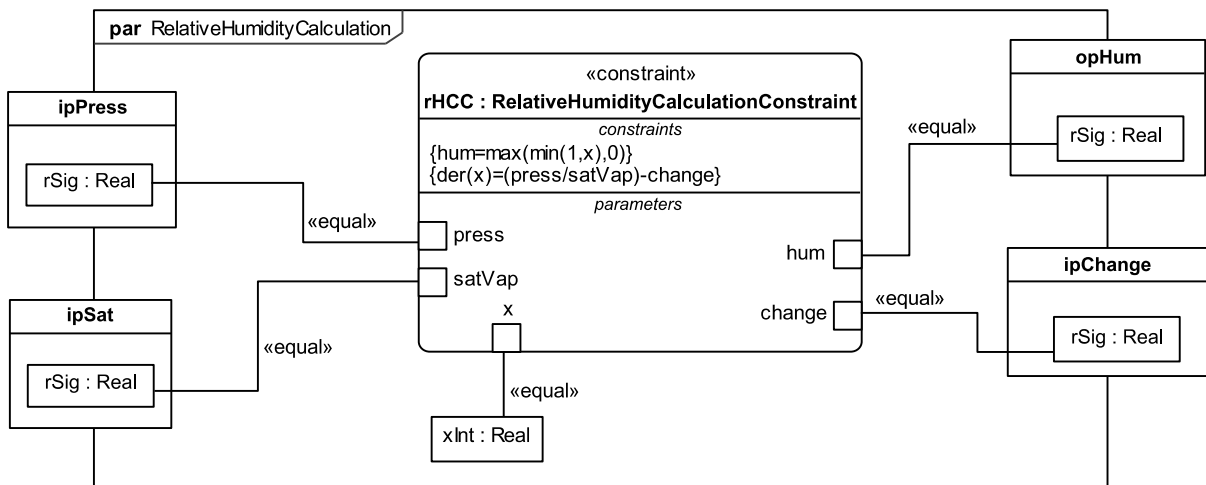 par RelativeHumidityCalculation
opHum
rSig : Real
ipPress
rSig : Real
«constraint»
rHCC : RelativeHumidityCalculationConstraint
constraints
{hum=max(min(1,x),0)}
{der(x)=(press/satVap)-change}
parameters
press
satVap
x
hum
change
«equal»
«equal»
«equal»
«equal»
«equal»
ipSat
rSig : Real
ipChange
rSig : Real
xInt : Real